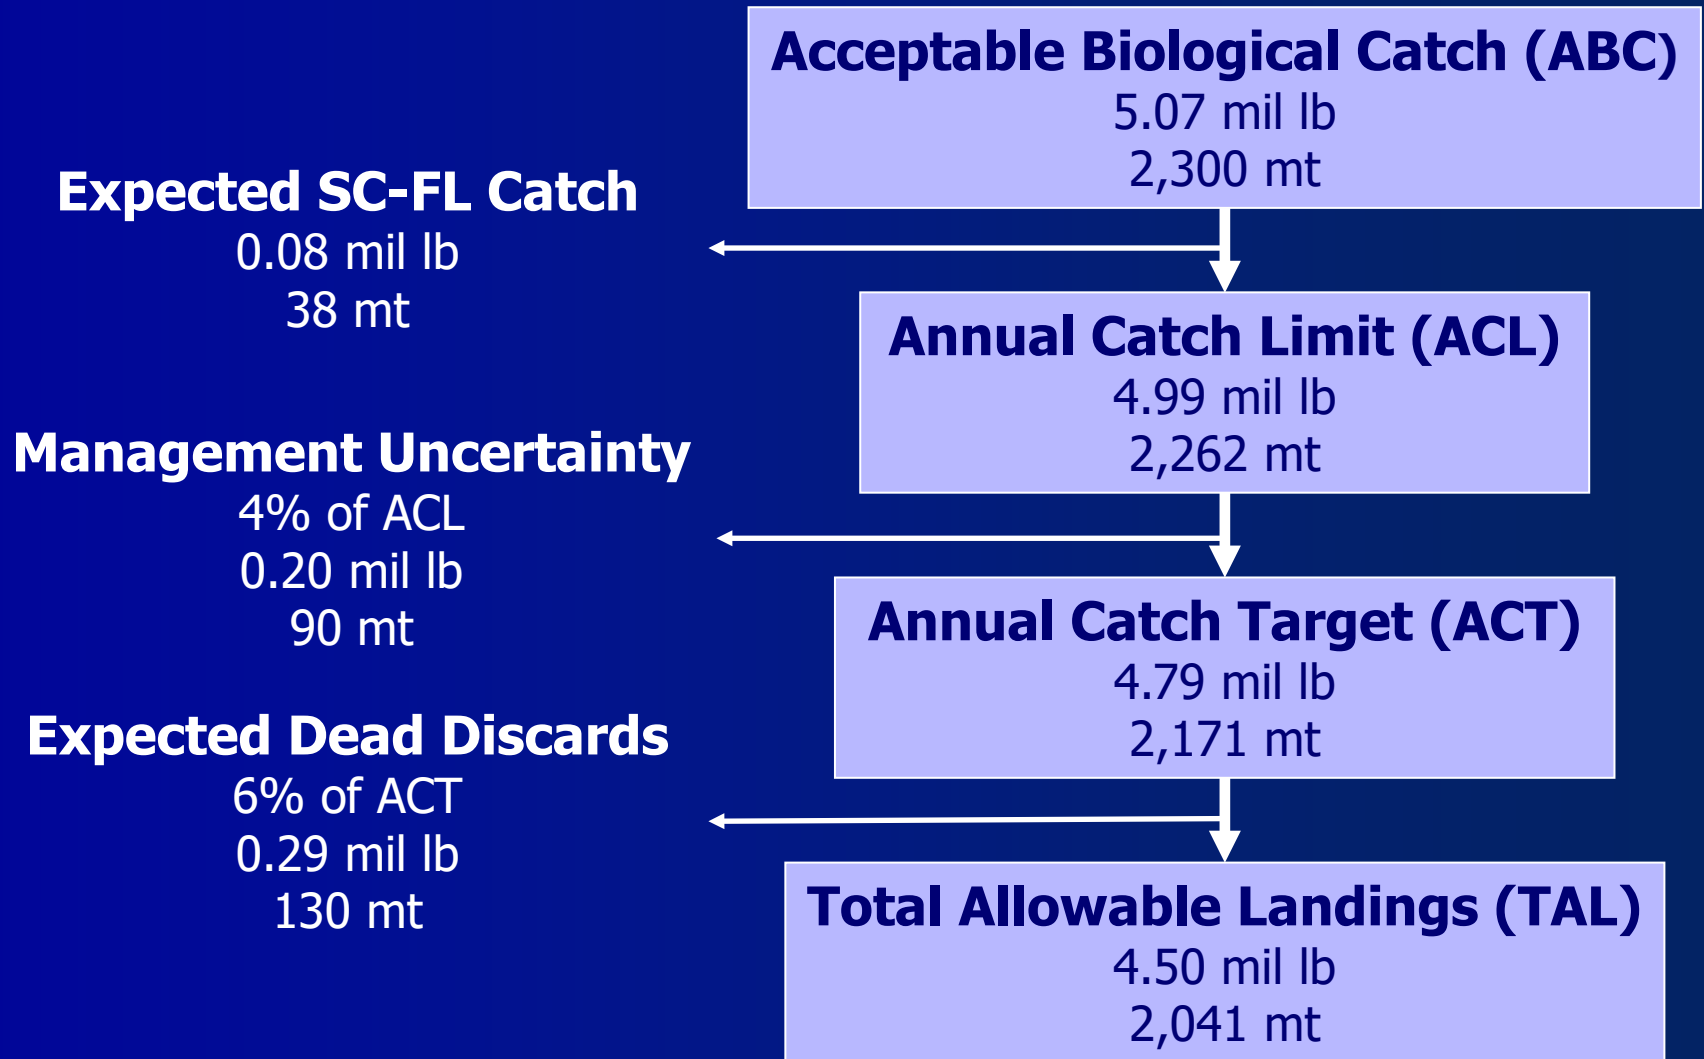 Acceptable Biological Catch (ABC)
5.07 mil lb
2,300 mt
Expected SC-FL Catch
0.08 mil lb
38 mt
Annual Catch Limit (ACL)
4.99 mil lb
2,262 mt
Management Uncertainty
4% of ACL
0.20 mil lb
90 mt
Annual Catch Target (ACT)
4.79 mil lb
2,171 mt
Expected Dead Discards
6% of ACT
0.29 mil lb
130 mt
Total Allowable Landings (TAL)
4.50 mil lb
2,041 mt